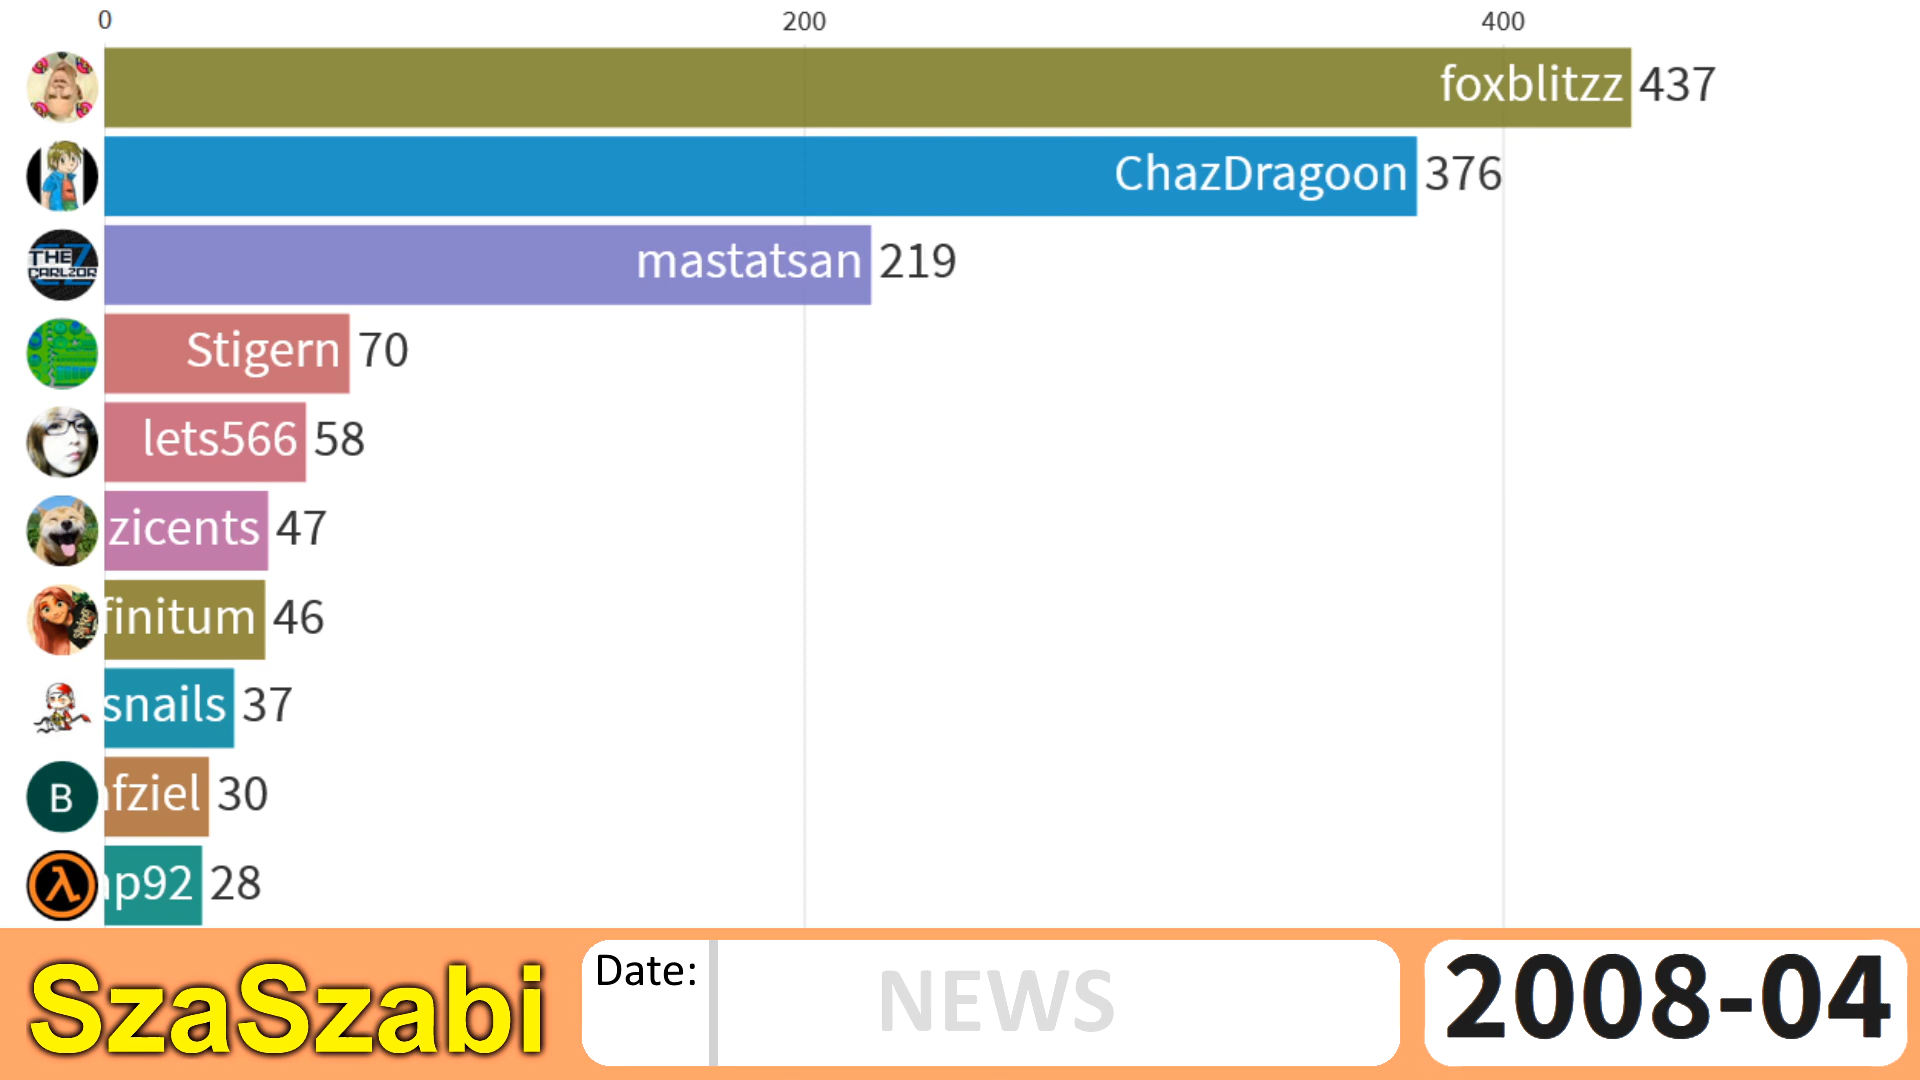 0 200 400
foxblitzz 437
ChazDragoon 376
THE Z
CARLZOR
mastatsan 219
Stigern 70
lets566 58
zicents 47
finitum 46
snails 37
B fziel 30
λ p92 28
SzaSzabi
Date:
NEWS
2008-04